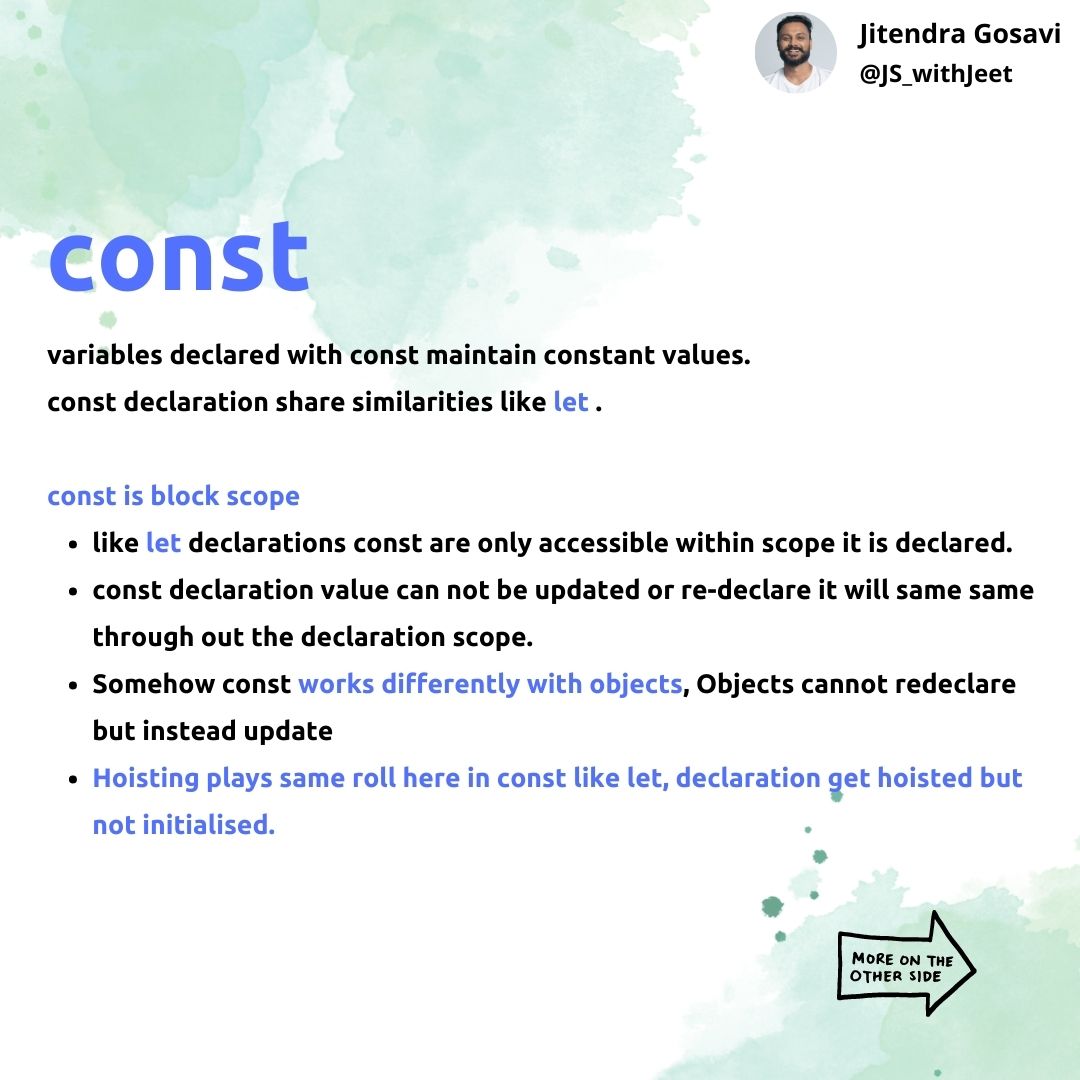 Jitendra Gosavi
@JS_withJeet
const
variables declared with const maintain constant values.
const declaration share similarities like let .
const is block scope
• like let declarations const are only accessible within scope it is declared.
• const declaration value can not be updated or re-declare it will same same
through out the declaration scope.
• Somehow const works differently with objects, Objects cannot redeclare
but instead update
• Hoisting plays same roll here in const like let, declaration get hoisted but
not initialised.
MORE ON THE
OTHER SIDE